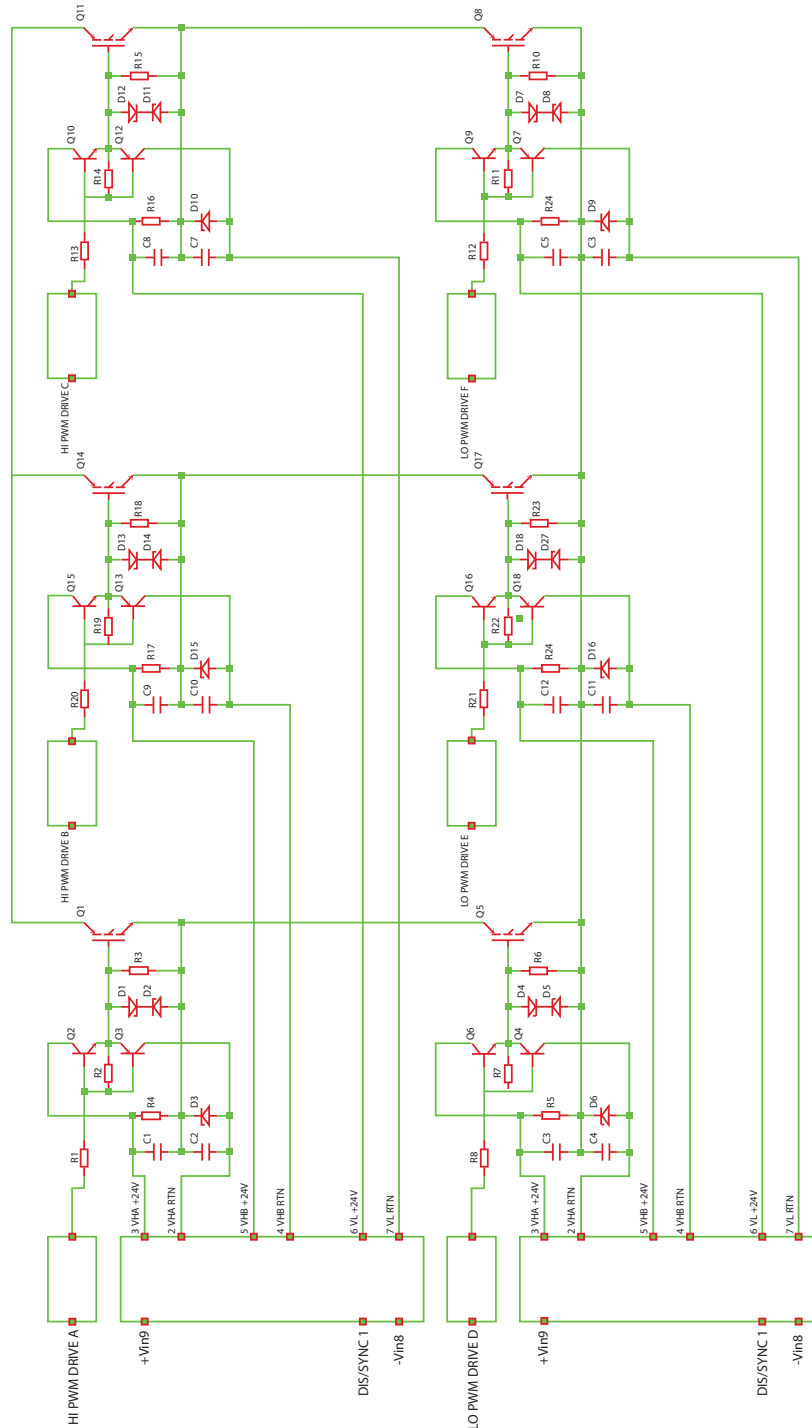 Q11
Q8
R15
R10
D12
D11
D7
D8
Q10
Q12
Q9
Q7
R14
R11
R16
D10
R24
D9
R13
C8
C7
R12
C5
C3
HI PWM DRIVE C
LO PWM DRIVE F
Q14
Q17
R18
R23
D13
D14
D18
D27
Q15
Q13
Q16
Q18
R19
R22
R17
D15
R24
D16
R20
C9
C10
R21
C12
C11
HI PWM DRIVE B
LO PWM DRIVE E
Q1
Q5
R3
R6
D1
D2
D4
D5
Q2
Q3
Q6
Q4
R2
R7
R4
D3
R5
D6
R1
C1
C2
R8
C3
C4
3 VHA +24V
2 VHA RTN
5 VHB +24V
4 VHB RTN
6 VL +24V
7 VL RTN
3 VHA +24V
2 VHA RTN
5 VHB +24V
4 VHB RTN
6 VL +24V
7 VL RTN
HI PWM DRIVE A
+Vin9
DIS/SYNC 1
-Vin8
LO PWM DRIVE D
+Vin9
DIS/SYNC 1
-Vin8